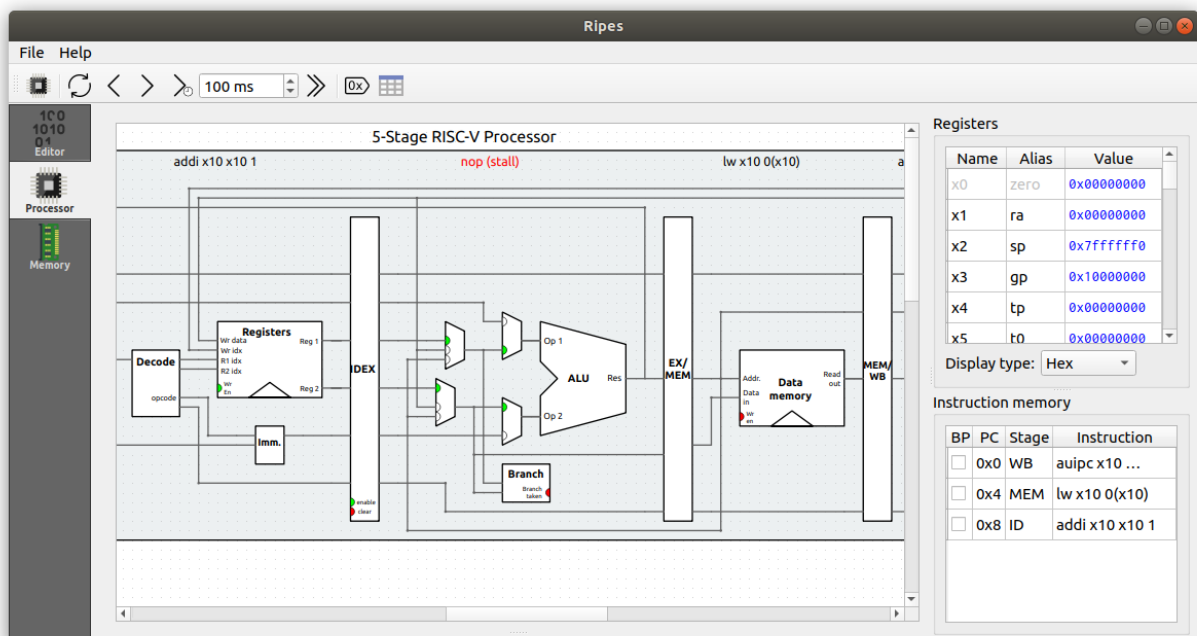 Ripes
File Help
100 ms
0x
100
1010
01
Editor
Processor
Memory
5-Stage RISC-V Processor
addi x10 x10 1 nop (stall) lw x10 0(x10) a
Registers
Wr data
Wr idx
R1 idx
R2 idx
Wr
En
Reg 1
Reg 2
Decode
opcode
Imm.
IDEX
enable
clear
Op 1
ALU
Res
Op 2
Branch
Branch
taken
EX/
MEM
Addr.
Data
in
Wr
en
Data
memory
Read
out
MEM/
WB
Registers
Name Alias Value
x0 zero 0x00000000
x1 ra 0x00000000
x2 sp 0x7ffffff0
x3 gp 0x10000000
x4 tp 0x00000000
x5 t0 0x00000000
Display type: Hex
Instruction memory
BP PC Stage Instruction
0x0 WB auipc x10 ...
0x4 MEM lw x10 0(x10)
0x8 ID addi x10 x10 1